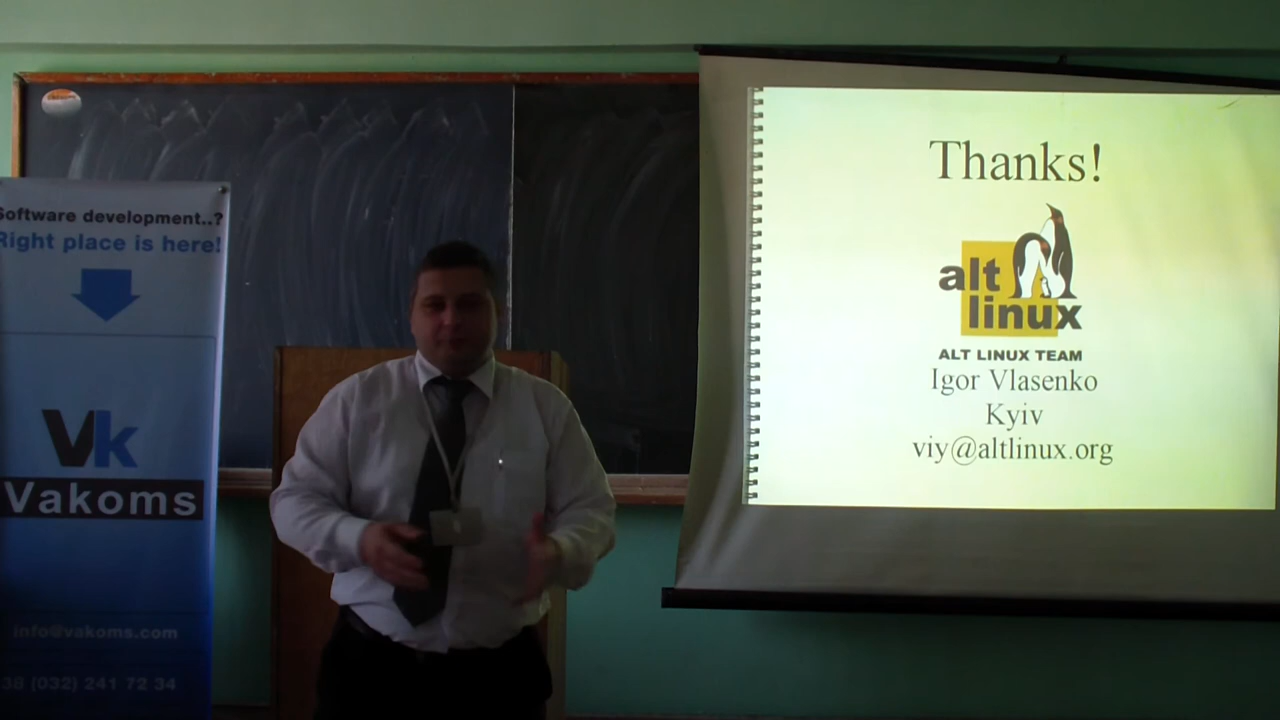 Software development..?
Right place is here!
Vk
Vakoms
info@vakoms.com
38 (032) 241 72 34
Thanks!
alt
linux
ALT LINUX TEAM
Igor Vlasenko
Kyiv
viy@altlinux.org